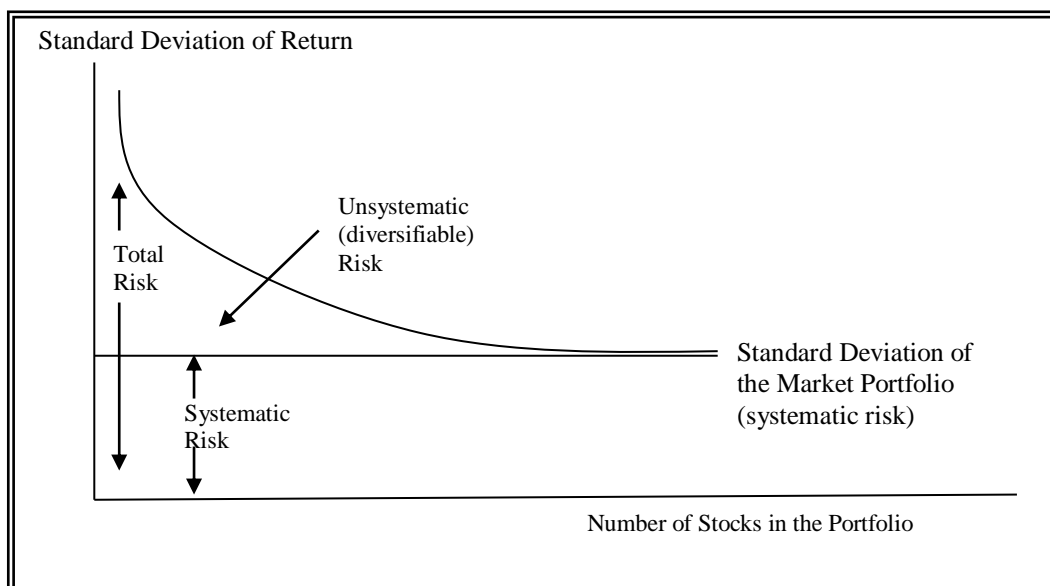 Standard Deviation of Return
Unsystematic
(diversifiable)
Risk
Total
Risk
Standard Deviation of
the Market Portfolio
(systematic risk)
Systematic
Risk
Number of Stocks in the Portfolio